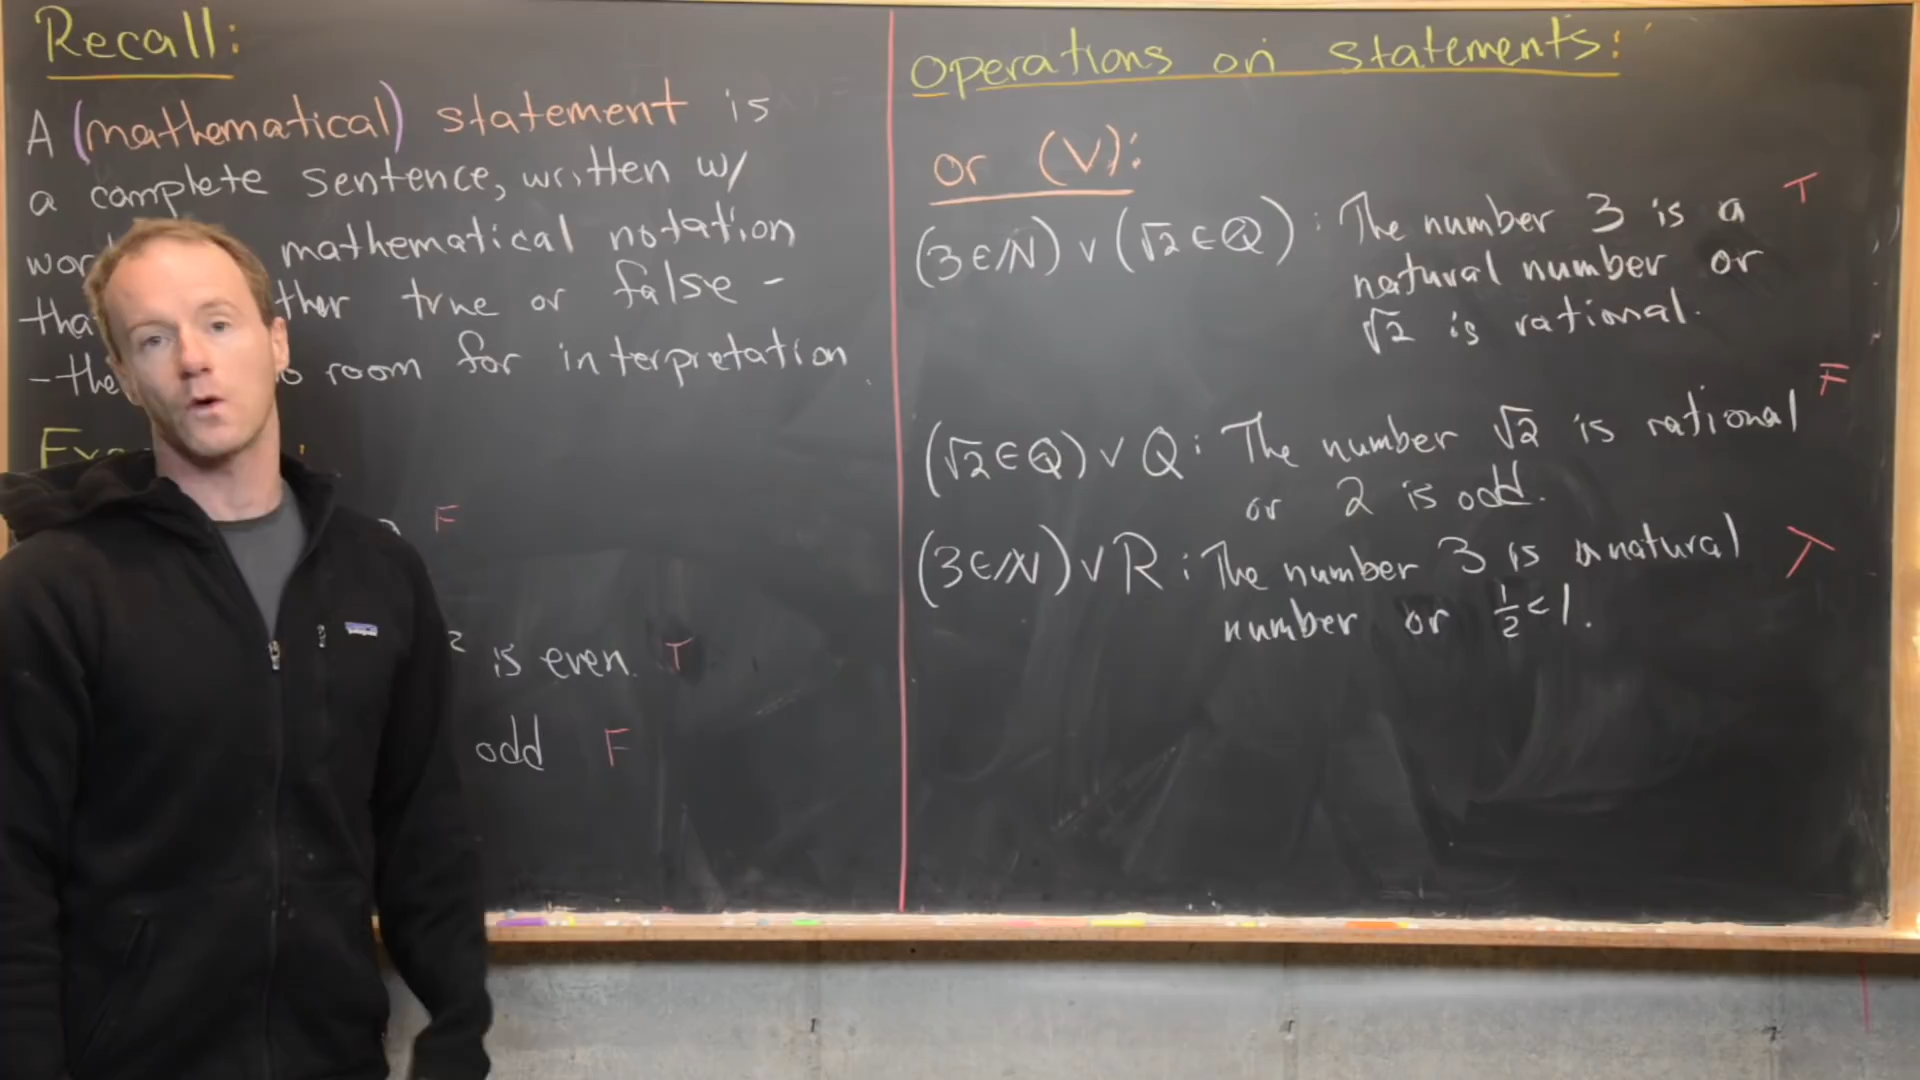 Recall:
A (mathematical) statement is
a complete sentence, written w/
mathematical notation
true or false -
room for interpretation
F
2 is even. T
odd F
Operations on statements:
or (∨):
(3∈ℕ) ∨ (√2∈ℚ) : The number 3 is a T
natural number or
√2 is rational.
(√2∈ℚ) ∨ Q : The number √2 is rational F
or 2 is odd.
(3∈ℕ) ∨ R : The number 3 is a natural T
number or 1/2 < 1.